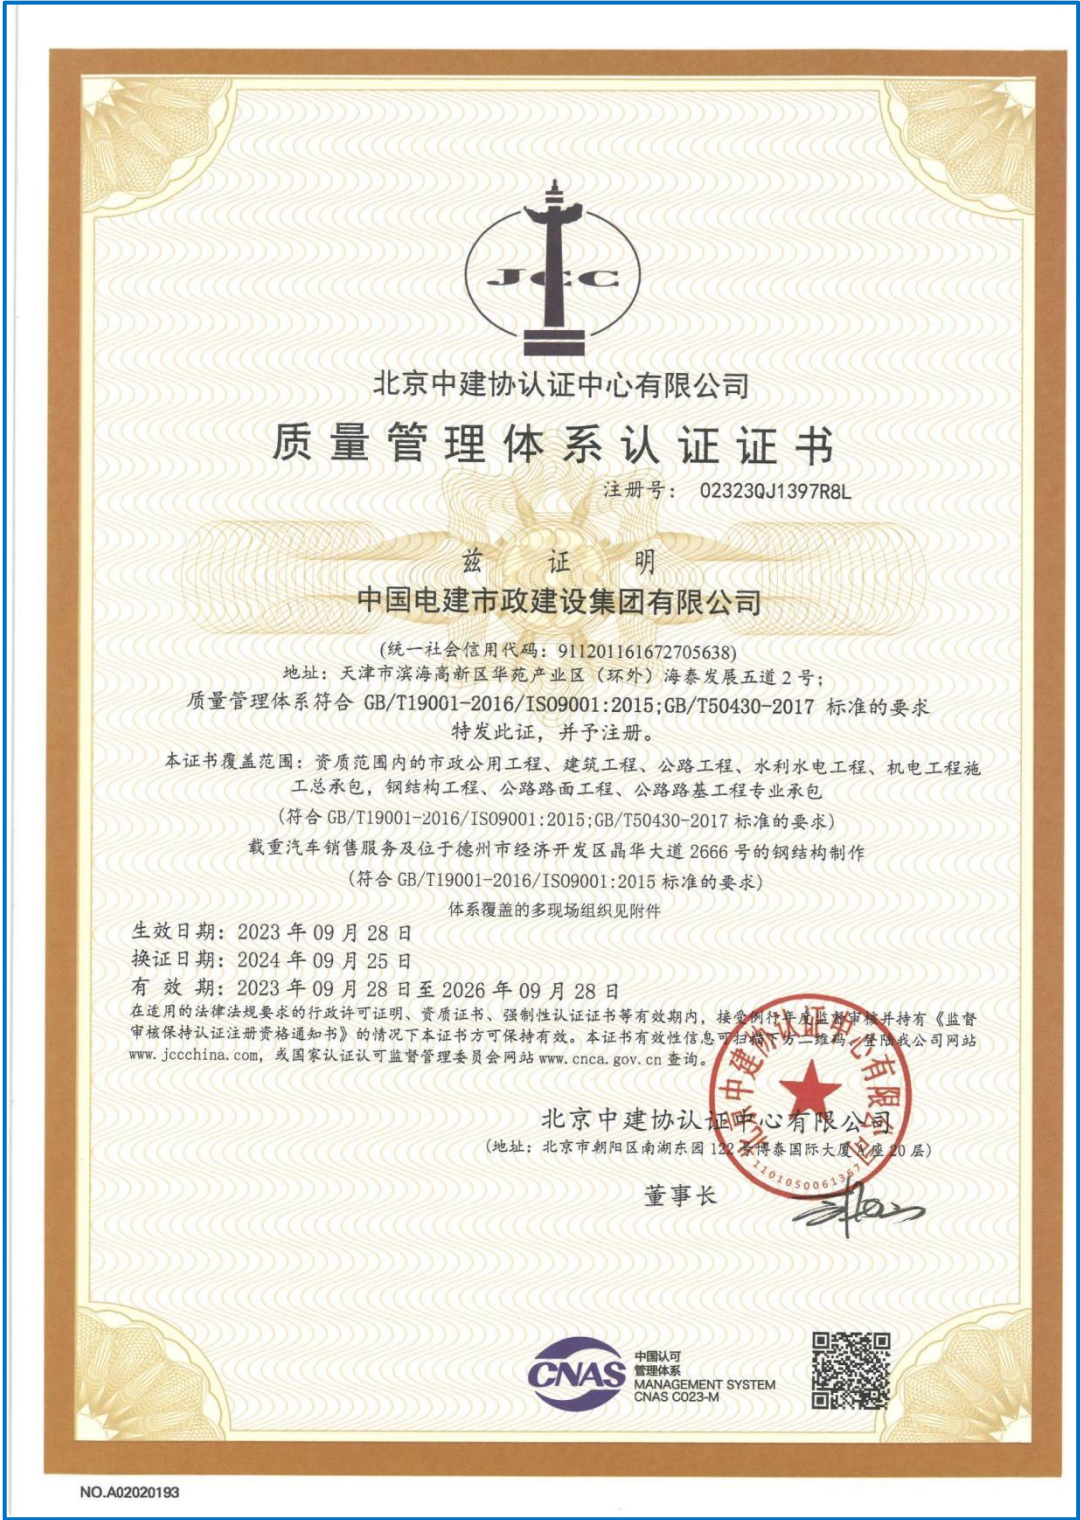 JCC
北京中建协认证中心有限公司
质量管理体系认证证书
注册号： 02323QJ1397R8L
兹 证 明
中国电建市政建设集团有限公司
(统一社会信用代码：911201161672705638)
地址：天津市滨海高新区华苑产业区（环外）海泰发展五道2号；
质量管理体系符合 GB/T19001-2016/ISO9001:2015;GB/T50430-2017 标准的要求
特发此证，并予注册。
本证书覆盖范围：资质范围内的市政公用工程、建筑工程、公路工程、水利水电工程、机电工程施
工总承包，钢结构工程、公路路面工程、公路路基工程专业承包
(符合 GB/T19001-2016/ISO9001:2015;GB/T50430-2017 标准的要求)
载重汽车销售服务及位于德州市经济开发区晶华大道 2666 号的钢结构制作
(符合 GB/T19001-2016/ISO9001:2015 标准的要求)
体系覆盖的多现场组织见附件
生效日期：2023 年 09 月 28 日
换证日期：2024 年 09 月 25 日
有 效 期：2023 年 09 月 28 日至 2026 年 09 月 28 日
在适用的法律法规要求的行政许可证明、资质证书、强制性认证证书等有效期内，接受例行年度监督审核并持有《监督
审核保持认证注册资格通知书》的情况下本证书方可保持有效。本证书有效性信息可扫描下方二维码、登陆我公司网站
www.jccchina.com，或国家认证认可监督管理委员会网站 www.cnca.gov.cn 查询。
北京中建协认证中心有限公司
北京中建协认证中心有限公司
(地址：北京市朝阳区南湖东园 122 号博泰国际大厦 A 座 20 层)
1101050061367
董事长
CNAS
中国认可
管理体系
MANAGEMENT SYSTEM
CNAS C023-M
NO.A02020193